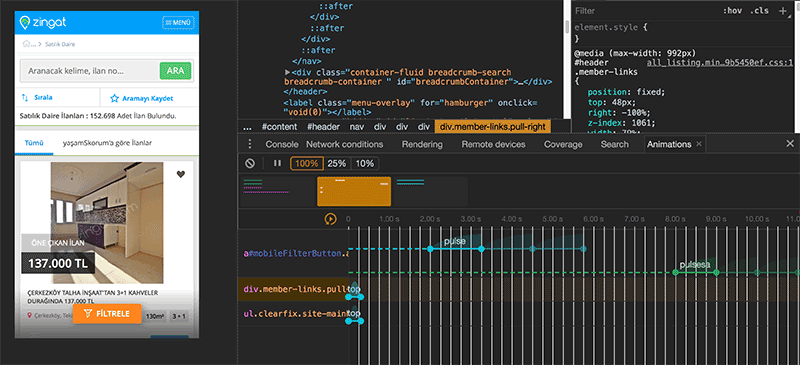 zingat
MENÜ
... > Satılık Daire
Aranacak kelime, ilan no...
ARA
Sırala
Aramayı Kaydet
Satılık Daire İlanları : 152.698 Adet İlan Bulundu.
Tümü
yaşamSkorum'a göre İlanlar
ÖNE ÇIKAN İLAN
137.000 TL
ÇERKEZKÖY TALHA İNŞAAT'TAN 3+1 KAHVELER
DURAĞINDA 137.000 TL
Çerkezköy, Teki
FİLTRELE
130m²
3 + 1
::after
</div>
::after
</div>
::after
</nav>
<div class="container-fluid breadcrumb-search
breadcrumb-container " id="breadcrumbContainer">…</div>
</header>
<label class="menu-overlay" for="hamburger" onclick=
"void(0)"></label>
... #content #header nav div div div div.member-links.pull-right
Filter :hov .cls +
element.style {
}
@media (max-width: 992px)
#header all_listing.min…9b5450ef.css:1
.member-links
{
position: fixed;
top: 48px;
right: -100%;
z-index: 1061;
width: 70%;
Console Network conditions Rendering Remote devices Coverage Search Animations ×
100% 25% 10%
0 1.00 s 2.00 s 3.00 s 4.00 s 5.00 s 6.00 s 7.00 s 8.00 s 9.00 s 10.0 s 11.0
a#mobileFilterButton.a
pulse
pulsesa
div.member-links.pull
top
ul.clearfix.site-main
top